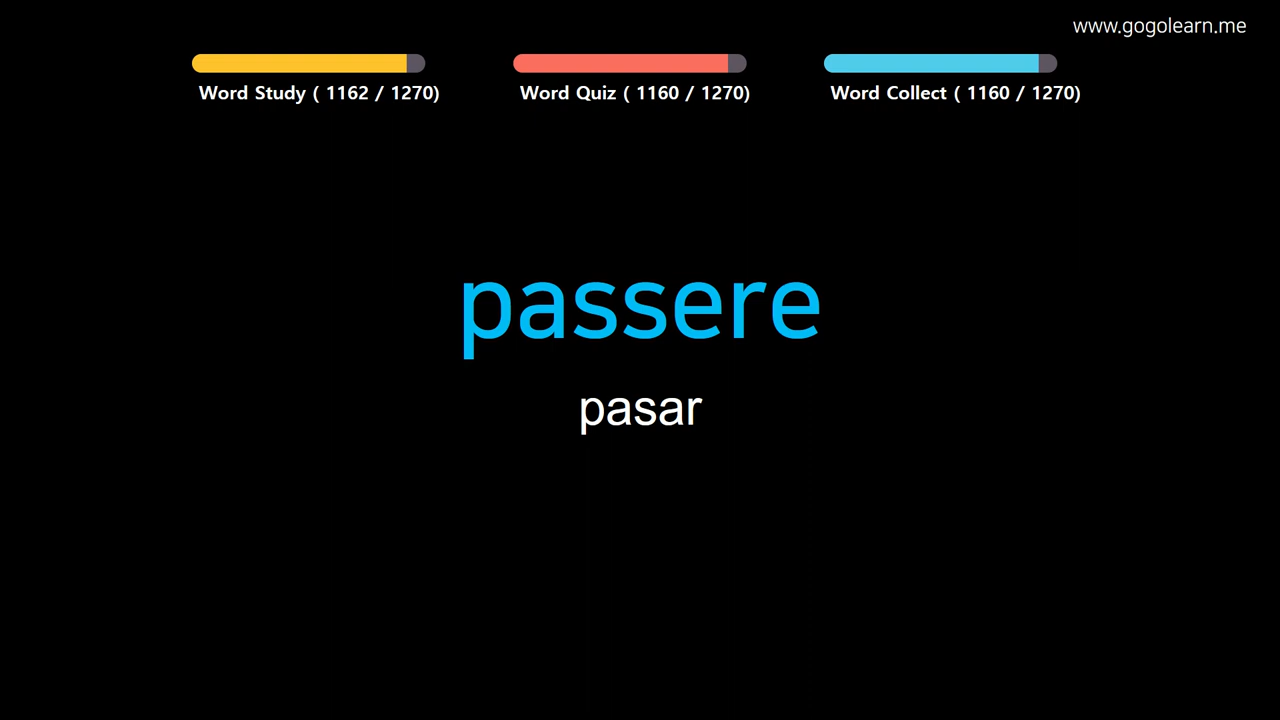 www.gogolearn.me
Word Study ( 1162 / 1270)
Word Quiz ( 1160 / 1270)
Word Collect ( 1160 / 1270)
passere
pasar